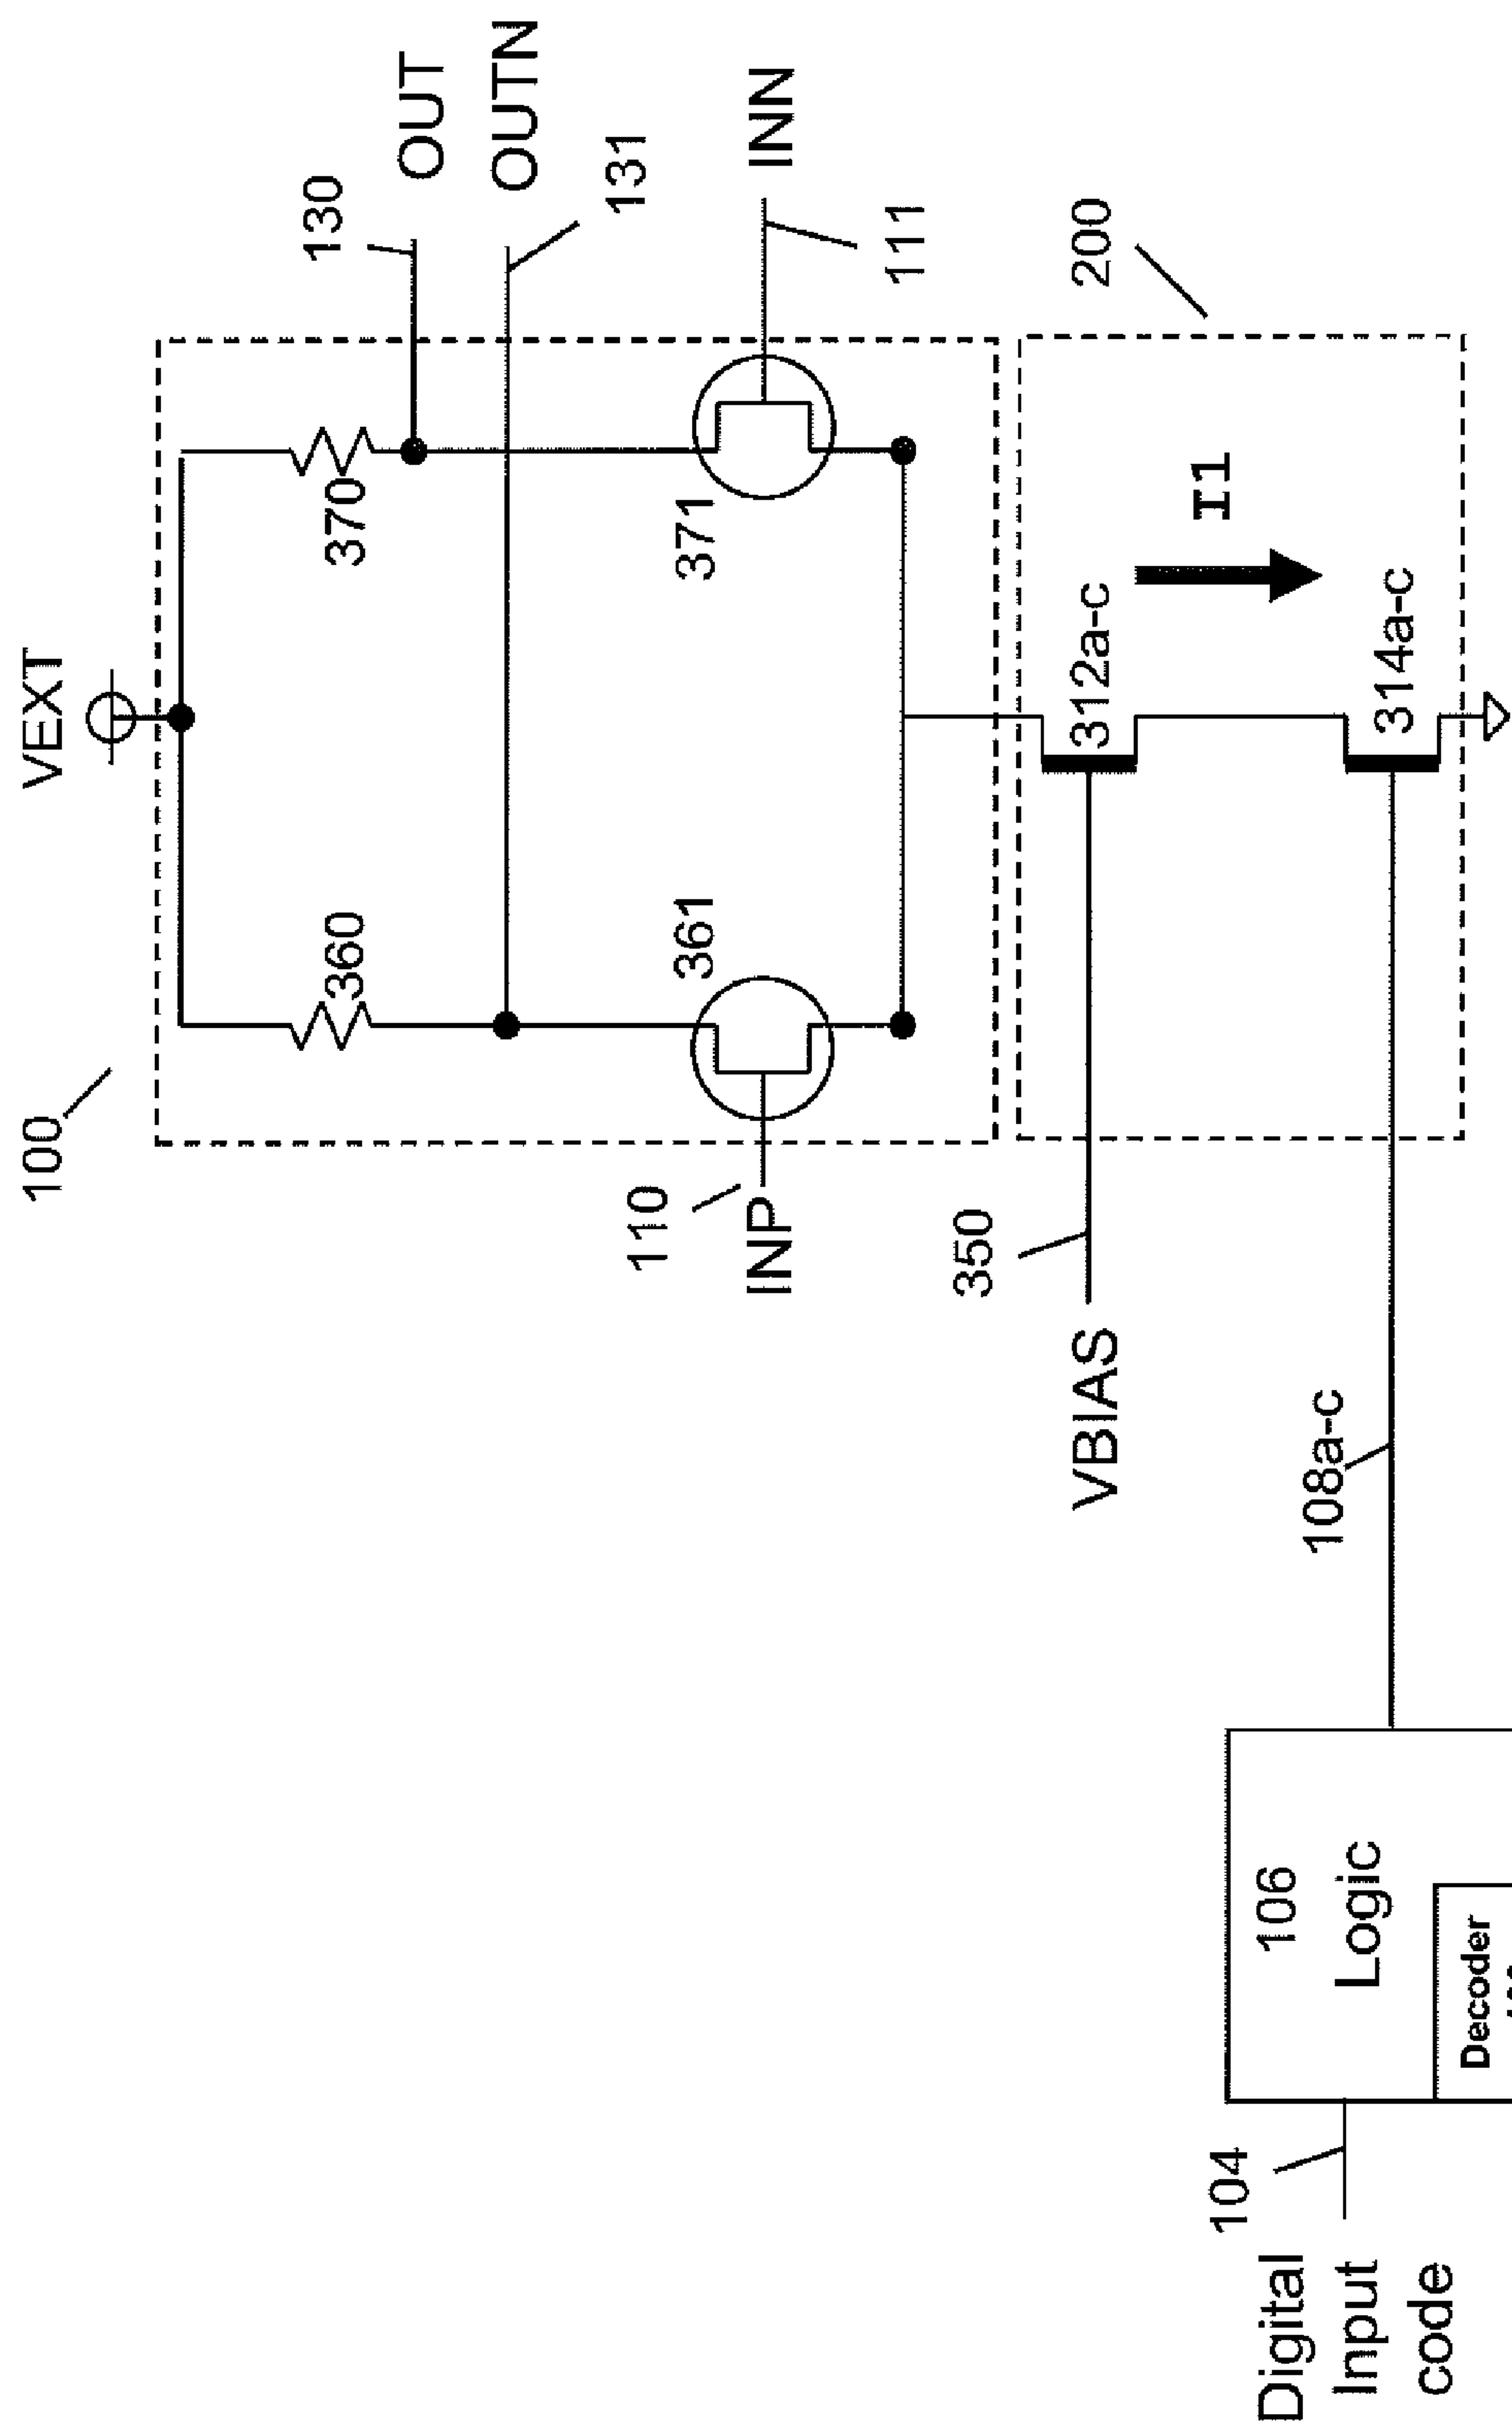 100
VEXT
130
OUT
OUTN
131
360
370
110
INP
361
371
INN
111
350
VBIAS
312a-c
200
I1
108a-c
314a-c
104
Digital
Input
code
106
Logic
Decoder